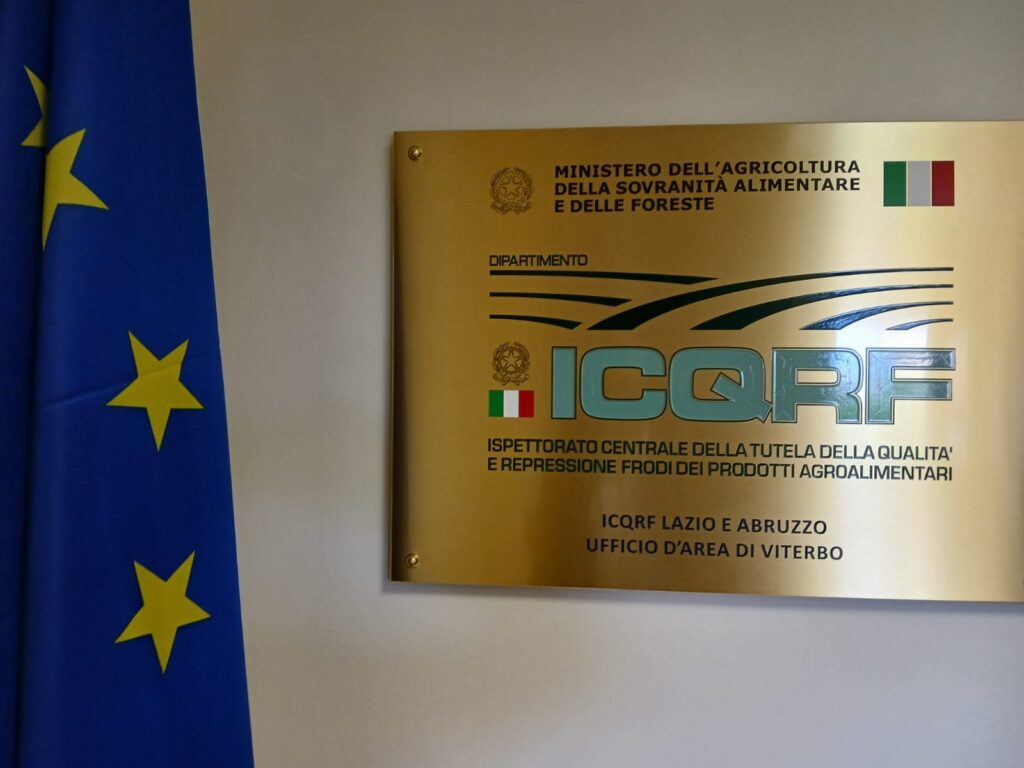 MINISTERO DELL'AGRICOLTURA
DELLA SOVRANITÀ ALIMENTARE
E DELLE FORESTE
DIPARTIMENTO
ICQRF
ISPETTORATO CENTRALE DELLA TUTELA DELLA QUALITA'
E REPRESSIONE FRODI DEI PRODOTTI AGROALIMENTARI
ICQRF LAZIO E ABRUZZO
UFFICIO D'AREA DI VITERBO